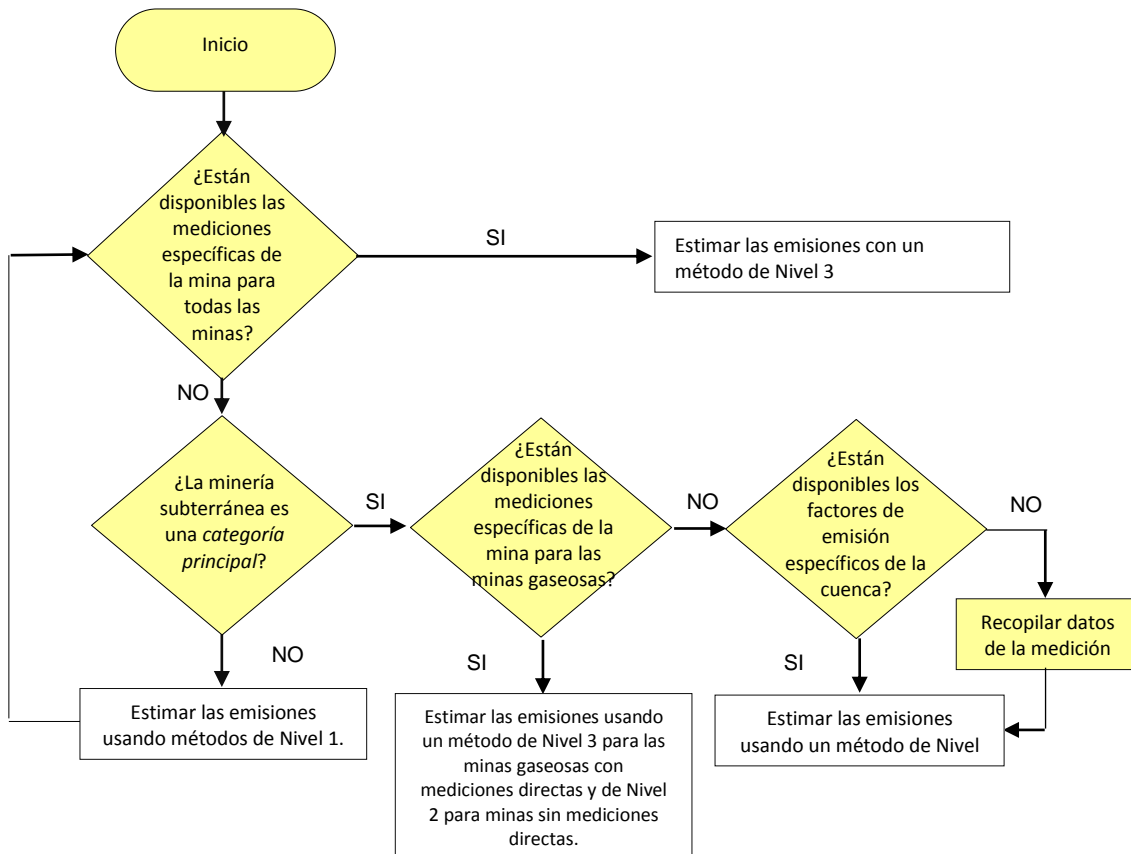 Inicio
¿Están
disponibles las
mediciones
específicas de
la mina para
todas las
minas?
SI
Estimar las emisiones con un
método de Nivel 3
NO
¿La minería
subterránea es
una categoría
principal?
SI
¿Están
disponibles las
mediciones
específicas de
la mina para las
minas gaseosas?
NO
¿Están
disponibles los
factores de
emisión
específicos de la
cuenca?
NO
Recopilar datos
de la medición
NO
SI
SI
Estimar las emisiones
usando métodos de Nivel 1.
Estimar las emisiones usando
un método de Nivel 3 para las
minas gaseosas con
mediciones directas y de Nivel
2 para minas sin mediciones
directas.
Estimar las emisiones
usando un método de Nivel